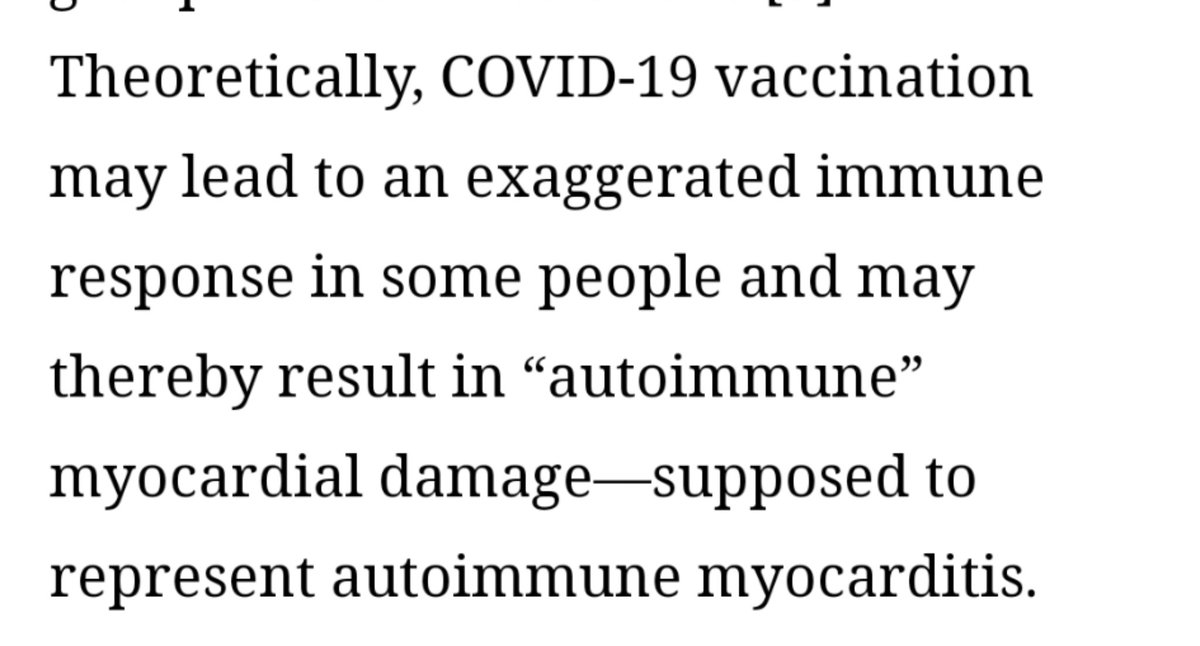 Theoretically, COVID-19 vaccination
may lead to an exaggerated immune
response in some people and may
thereby result in “autoimmune”
myocardial damage—supposed to
represent autoimmune myocarditis.